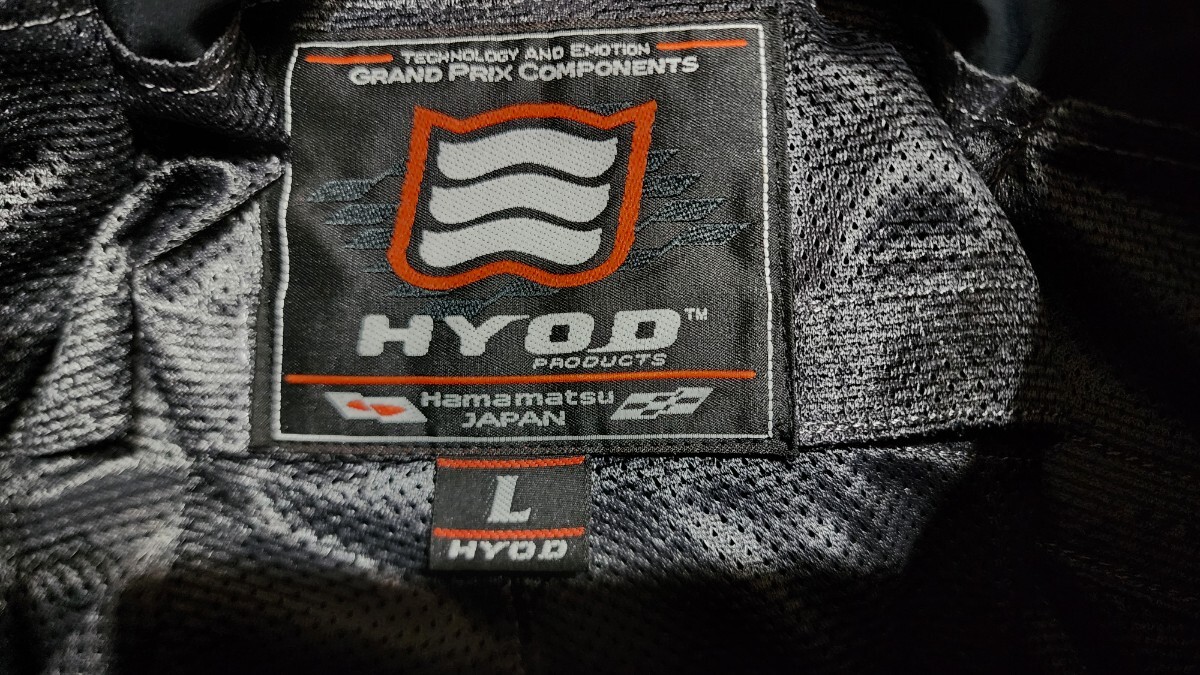 TECHNOLOGY AND EMOTION
GRAND PRIX COMPONENTS
HYOD™
PRODUCTS
Hamamatsu
JAPAN
L
HYOD